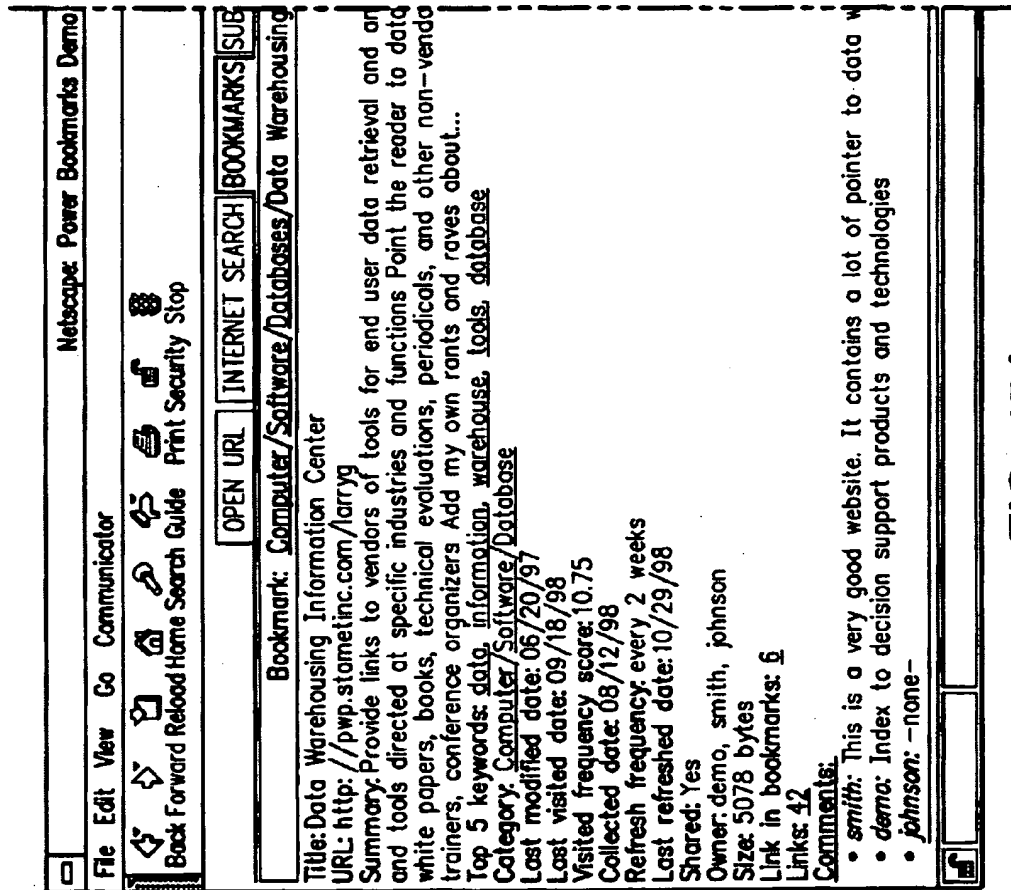 Netscape: Power Bookmarks Demo
File Edit View Go Communicator
Back Forward Reload Home Search Guide Print Security Stop
OPEN URL INTERNET SEARCH BOOKMARKS SUB
Bookmark: Computer/Software/Databases/Data Warehousing
Title: Data Warehousing Information Center
URL: http: //pwp.stametinc.com/larryg
Summary: Provide links to vendors of tools for end user data retrieval and an
and tools directed at specific industries and functions Point the reader to data
white papers, books, technical evaluations, periodicals, and other non-vendo
trainers, conference organizers Add my own rants and raves about...
Top 5 keywords: data, information, warehouse, tools, database
Category: Computer/Software/Database
Last modified date: 06/20/97
Last visited date: 09/18/98
Visited frequency score: 10.75
Collected date: 08/12/98
Refresh frequency: every 2 weeks
Last refreshed date: 10/29/98
Shared: Yes
Owner: demo, smith, johnson
Size: 5078 bytes
Link in bookmarks: 6
Links: 42
Comments:
• smith: This is a very good website. It contains a lot of pointer to data w
• demo: Index to decision support products and technologies
• johnson: -none-